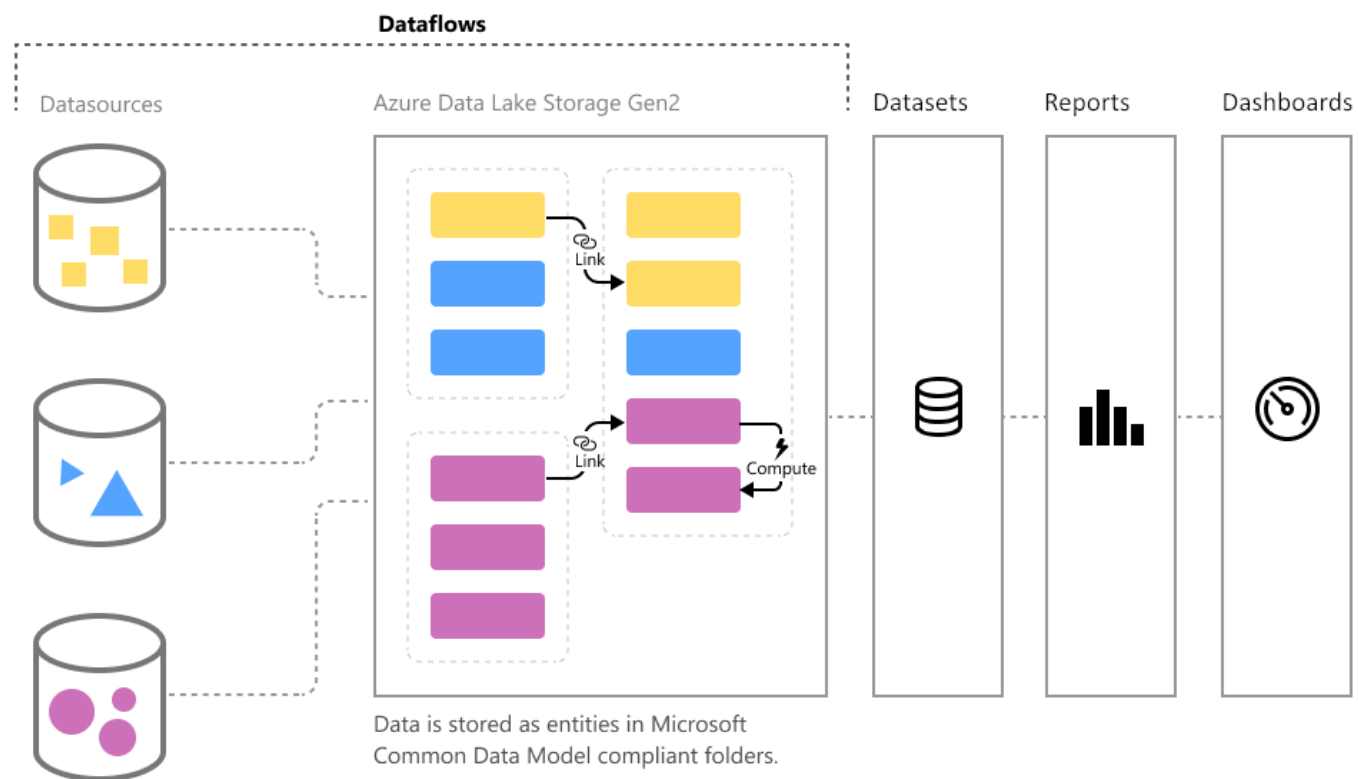 Dataflows
Datasources
Azure Data Lake Storage Gen2
Datasets
Reports
Dashboards
Link
Link
Compute
Data is stored as entities in Microsoft
Common Data Model compliant folders.